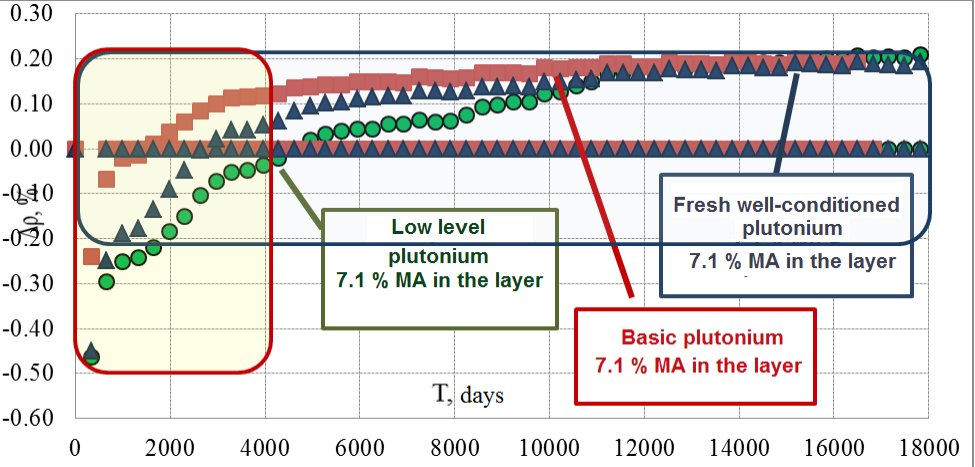 0.30
0.20
0.10
0.00
-0.10
-0.20
-0.30
-0.40
-0.50
-0.60
Low level
plutonium
7.1 % MA in the layer
Fresh well-conditioned
plutonium
7.1 % MA in the layer
Basic plutonium
7.1 % MA in the layer
T, days
0 2000 4000 6000 8000 10000 12000 14000 16000 18000